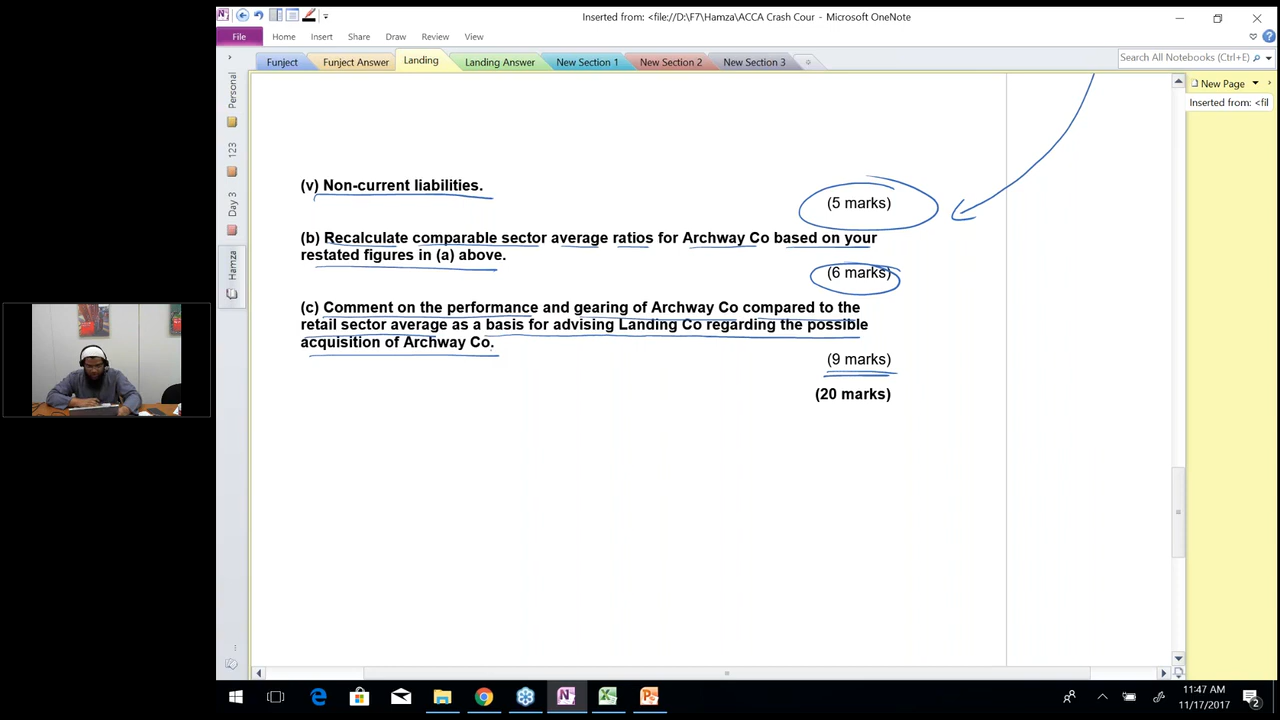 Inserted from: <file://D:\F7\Hamza\ACCA Crash Cour - Microsoft OneNote
File Home Insert Share Draw Review View
Funject Funject Answer Landing Landing Answer New Section 1 New Section 2 New Section 3
Search All Notebooks (Ctrl+E)
New Page
Inserted from: <fil
Personal
123
Day 3
Hamza
(v) Non-current liabilities.
(5 marks)
(b) Recalculate comparable sector average ratios for Archway Co based on your
restated figures in (a) above.
(6 marks)
(c) Comment on the performance and gearing of Archway Co compared to the
retail sector average as a basis for advising Landing Co regarding the possible
acquisition of Archway Co.
(9 marks)
(20 marks)
11:47 AM
11/17/2017
2